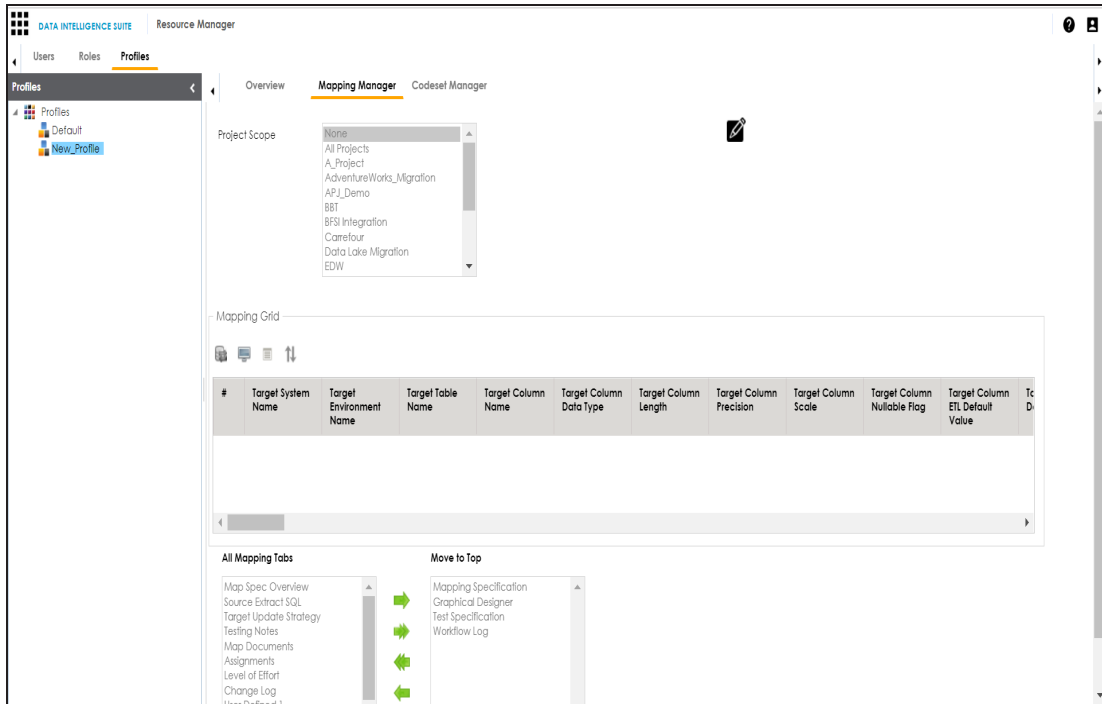 DATA INTELLIGENCE SUITE
Resource Manager
Users
Roles
Profiles
Profiles
Profiles
Default
New_Profile
Overview
Mapping Manager
Codeset Manager
Project Scope
None
All Projects
A_Project
AdventureWorks_Migration
APJ_Demo
BBT
BFSI Integration
Carrefour
Data Lake Migration
EDW
Mapping Grid
#
Target System
Name
Target
Environment
Name
Target Table
Name
Target Column
Name
Target Column
Data Type
Target Column
Length
Target Column
Precision
Target Column
Scale
Target Column
Nullable Flag
Target Column
ETL Default
Value
All Mapping Tabs
Map Spec Overview
Source Extract SQL
Target Update Strategy
Testing Notes
Map Documents
Assignments
Level of Effort
Change Log
Move to Top
Mapping Specification
Graphical Designer
Test Specification
Workflow Log